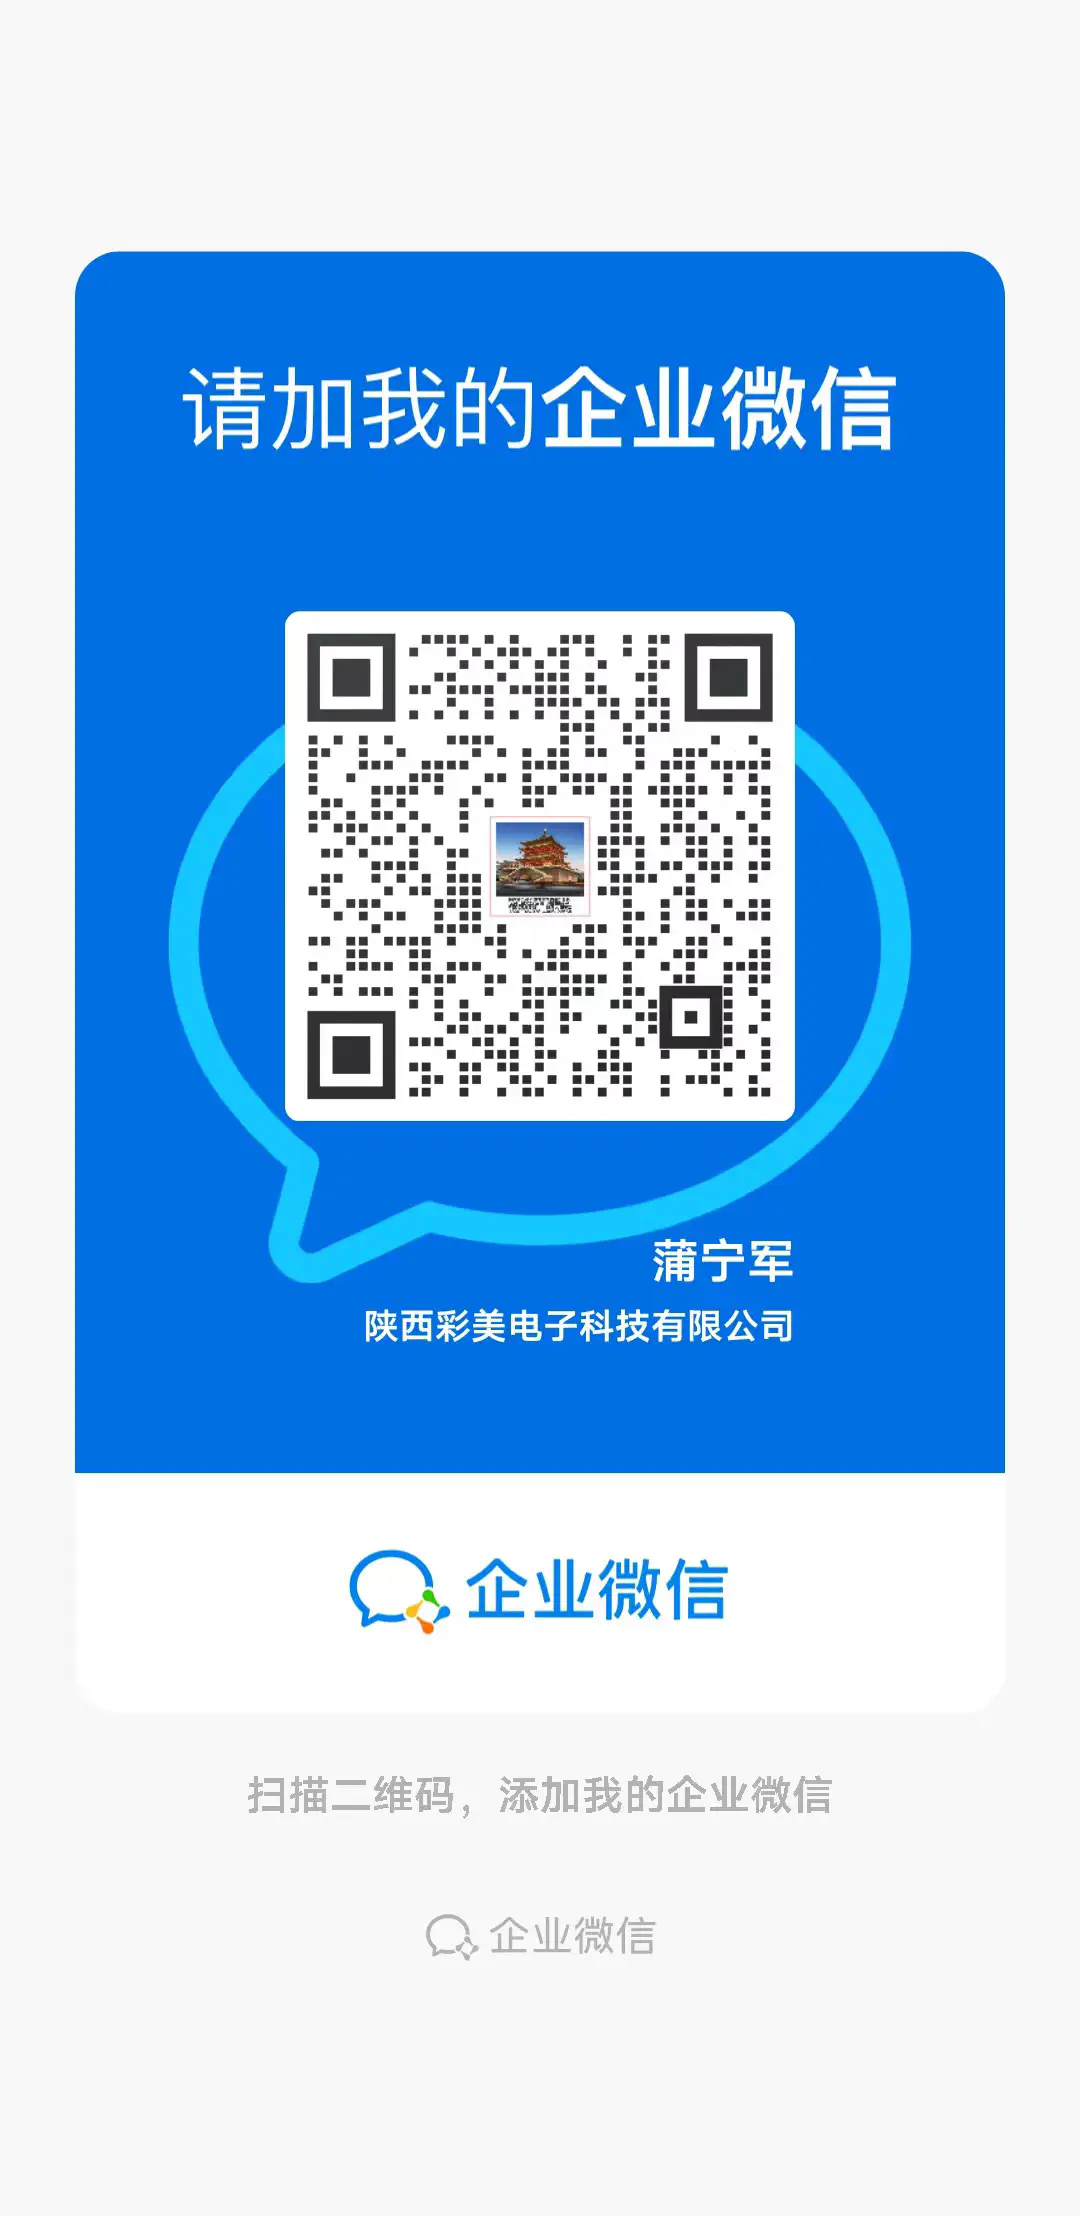 请加我的企业微信
蒲宁军
陕西彩美电子科技有限公司
企业微信
扫描二维码，添加我的企业微信
企业微信